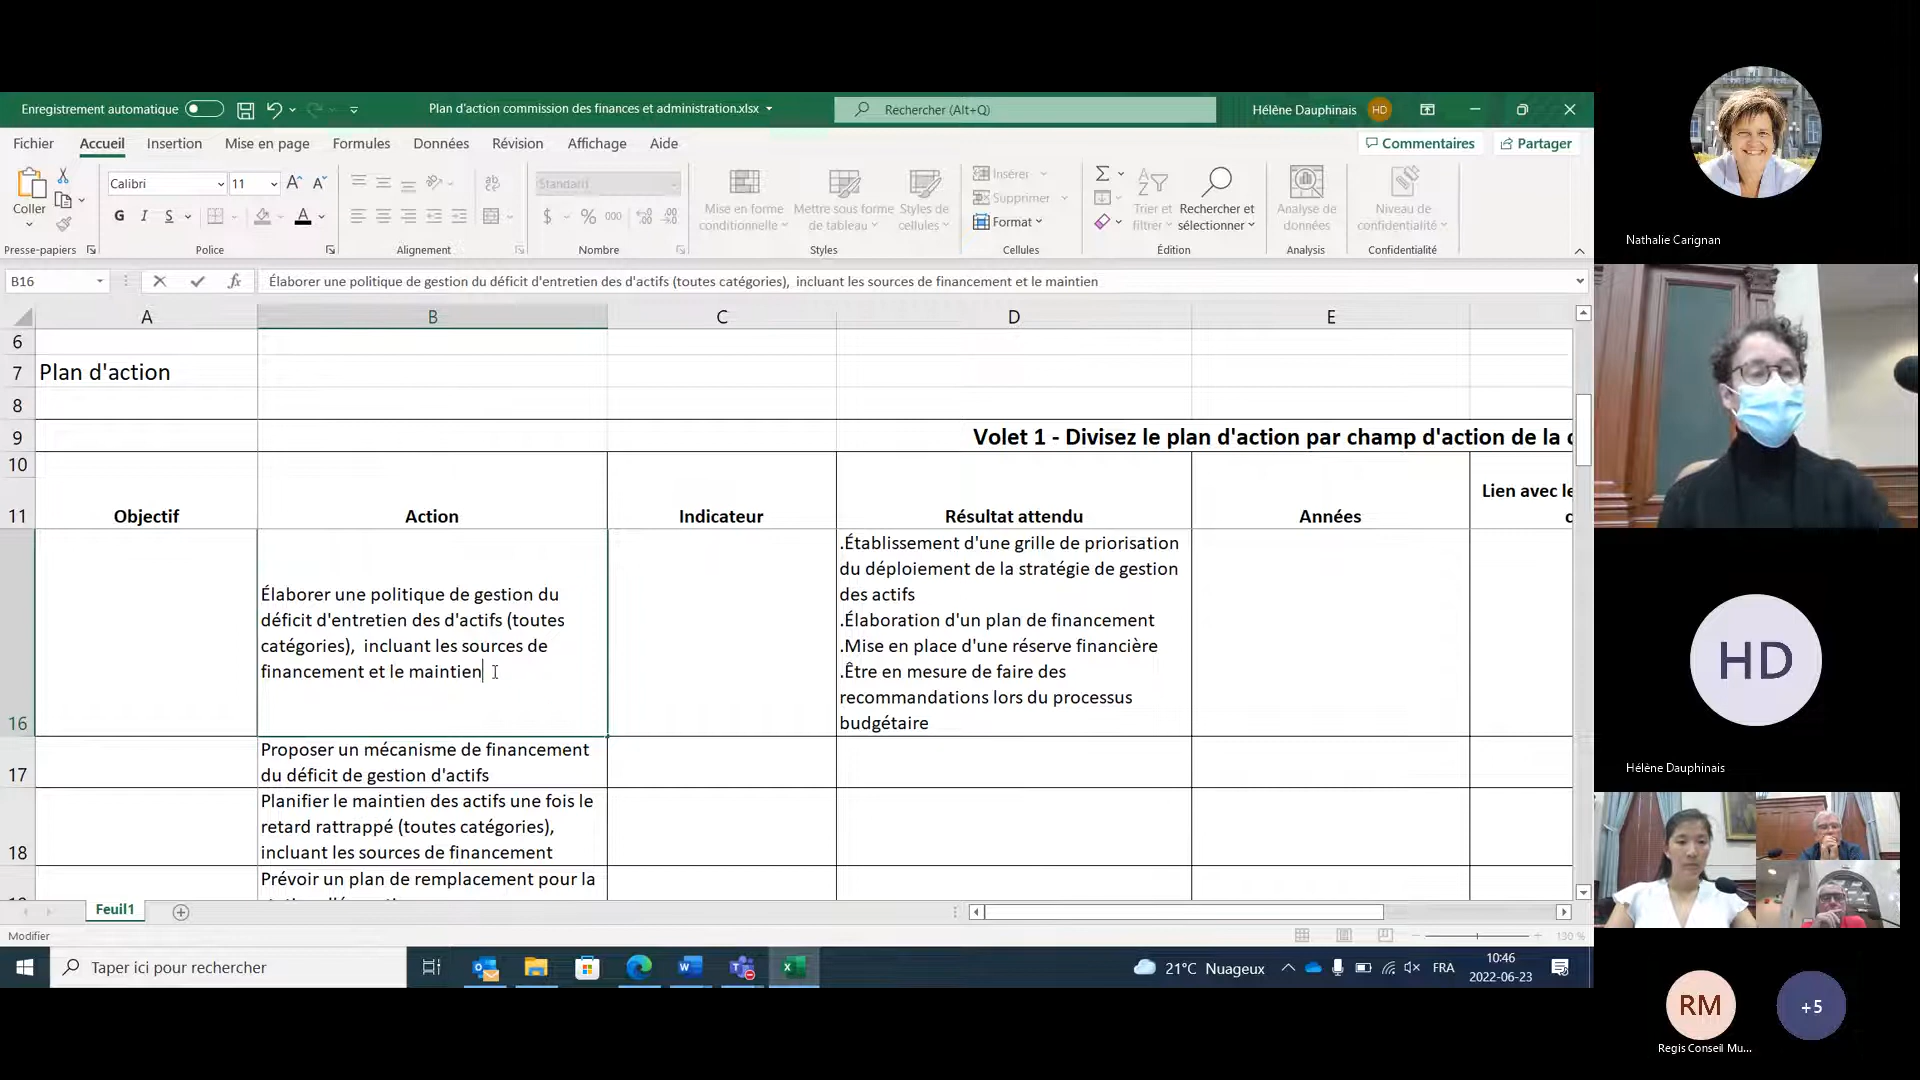 Enregistrement automatique
Plan d'action commission des finances et administration.xlsx
Rechercher (Alt+Q)
Hélène Dauphinais
HD
Fichier Accueil Insertion Mise en page Formules Données Révision Affichage Aide
Commentaires
Partager
Coller
Calibri
11
G I S
Standard
$ % 000
Mise en forme conditionnelle
Mettre sous forme de tableau
Styles de cellules
Insérer
Supprimer
Format
Trier et filtrer
Rechercher et sélectionner
Analyse de données
Niveau de confidentialité
Presse-papiers Police Alignement Nombre Styles Cellules Édition Analysis Confidentialité
B16
fx
Élaborer une politique de gestion du déficit d'entretien des d'actifs (toutes catégories),  incluant les sources de financement et le maintien
A B C D E
6
7 Plan d'action
8
9 Volet 1 - Divisez le plan d'action par champ d'action de la
10
11
Objectif
Action
Indicateur
Résultat attendu
Années
Lien avec
16
Élaborer une politique de gestion du
déficit d'entretien des d'actifs (toutes
catégories),  incluant les sources de
financement et le maintien
.Établissement d'une grille de priorisation
du déploiement de la stratégie de gestion
des actifs
.Élaboration d'un plan de financement
.Mise en place d'une réserve financière
.Être en mesure de faire des
recommandations lors du processus
budgétaire
17
Proposer un mécanisme de financement
du déficit de gestion d'actifs
18
Planifier le maintien des actifs une fois le
retard rattrappé (toutes catégories),
incluant les sources de financement
Prévoir un plan de remplacement pour la
Feuil1
Modifier
130 %
Taper ici pour rechercher
21°C Nuageux
FRA
10:46
2022-06-23
Nathalie Carignan
HD
Hélène Dauphinais
RM
+5
Regis Conseil Mu...